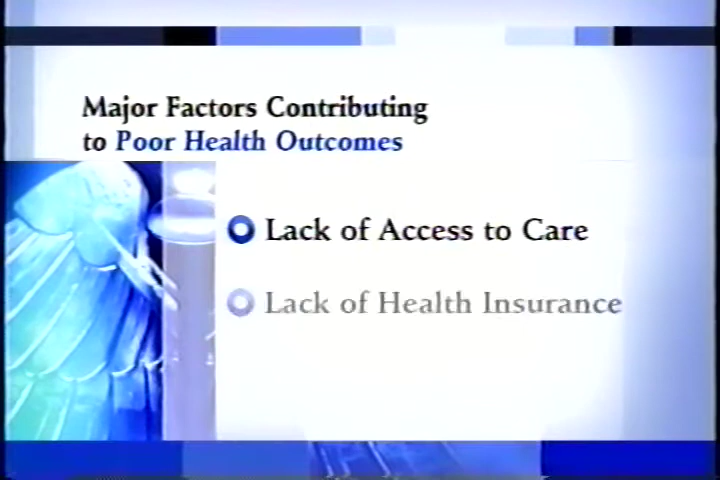 Major Factors Contributing
to Poor Health Outcomes
Lack of Access to Care
Lack of Health Insurance